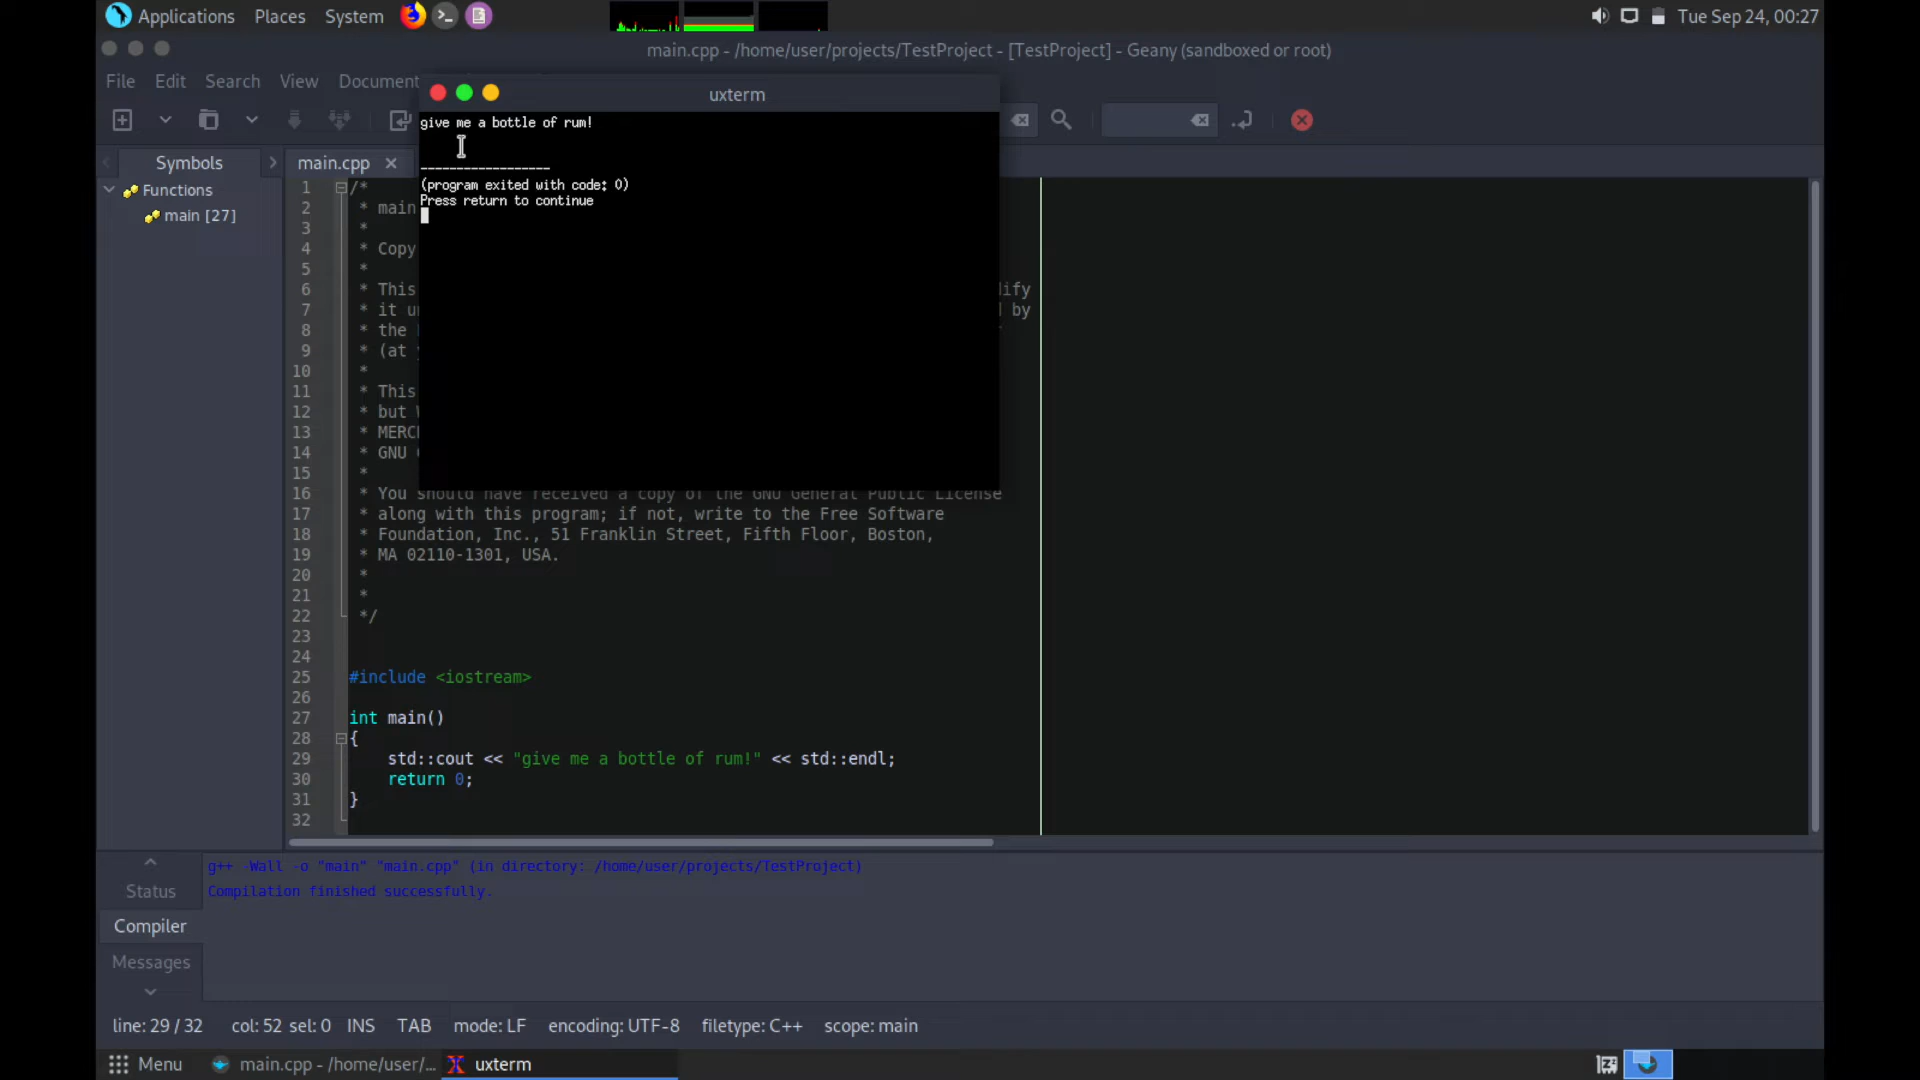 Applications Places System Tue Sep 24, 00:27
main.cpp - /home/user/projects/TestProject - [TestProject] - Geany (sandboxed or root)
File Edit Search View Document
uxterm
give me a bottle of rum!
------------------
(program exited with code: 0)
Press return to continue
Symbols
Functions
main [27]
main.cpp
1 /*
2 * main
3 *
4 * Copy
5 *
6 * This
7 * it
8 * the
9 * (at
10 *
11 * This
12 * but
13 *
14 * GNU
15 *
16 * You should have received a copy of the GNU General Public License
17 * along with this program; if not, write to the Free Software
18 * Foundation, Inc., 51 Franklin Street, Fifth Floor, Boston,
19 * MA 02110-1301, USA.
20 *
21 *
22 */
23
24
25 #include <iostream>
26
27 int main()
28 {
29 std::cout << "give me a bottle of rum!" << std::endl;
30 return 0;
31 }
32
by
Status
Compiler
Messages
g++ -Wall -o "main" "main.cpp" (in directory: /home/user/projects/TestProject)
Compilation finished successfully.
line: 29 / 32 col: 52 sel: 0 INS TAB mode: LF encoding: UTF-8 filetype: C++ scope: main
Menu main.cpp - /home/user/... uxterm